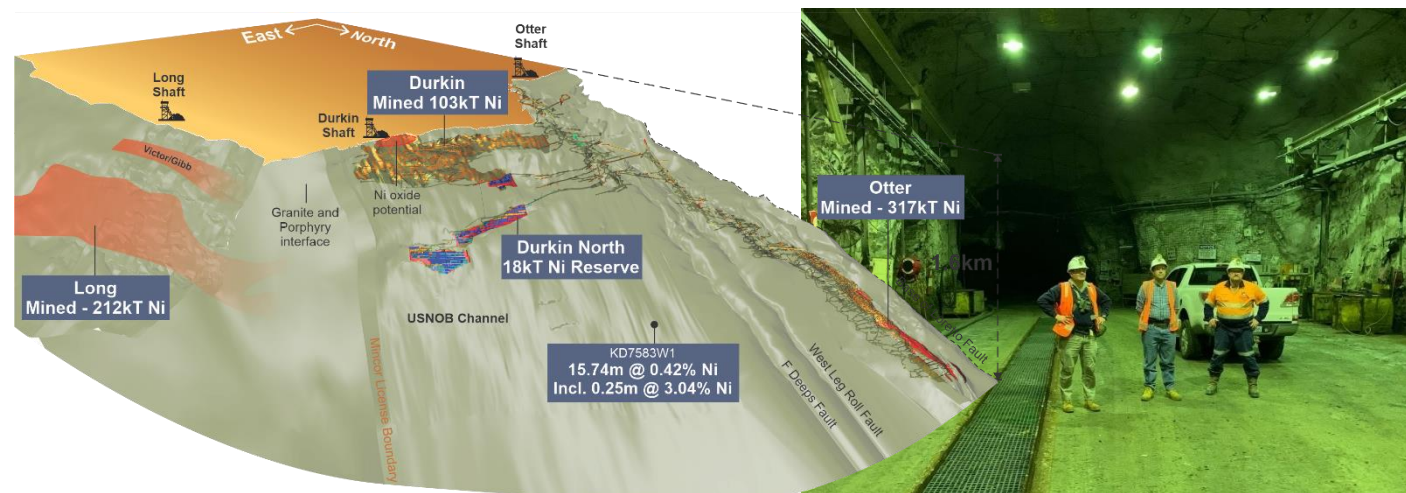 East
North
Otter
Shaft
Long
Shaft
Durkin
Mined 103kT Ni
Durkin
Shaft
Victor/Gibb
Ni oxide
potential
Granite and
Porphyry
interface
Otter
Mined - 317kT Ni
Durkin North
18kT Ni Reserve
Long
Mined - 212kT Ni
USNOB Channel
KD7583W1
15.74m @ 0.42% Ni
Incl. 0.25m @ 3.04% Ni
Mincor License Boundary
F Deeps Fault
West Leg Roll Fault
Fault
km